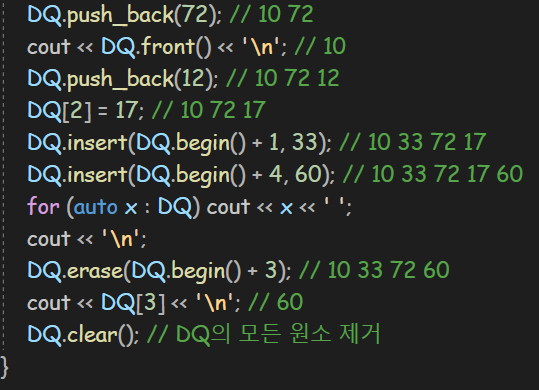 DQ.push_back(72); // 10 72
cout << DQ.front() << '\n'; // 10
DQ.push_back(12); // 10 72 12
DQ[2] = 17; // 10 72 17
DQ.insert(DQ.begin() + 1, 33); // 10 33 72 17
DQ.insert(DQ.begin() + 4, 60); // 10 33 72 17 60
for (auto x : DQ) cout << x << ' ';
cout << '\n';
DQ.erase(DQ.begin() + 3); // 10 33 72 60
cout << DQ[3] << '\n'; // 60
DQ.clear(); // DQ의 모든 원소 제거
}